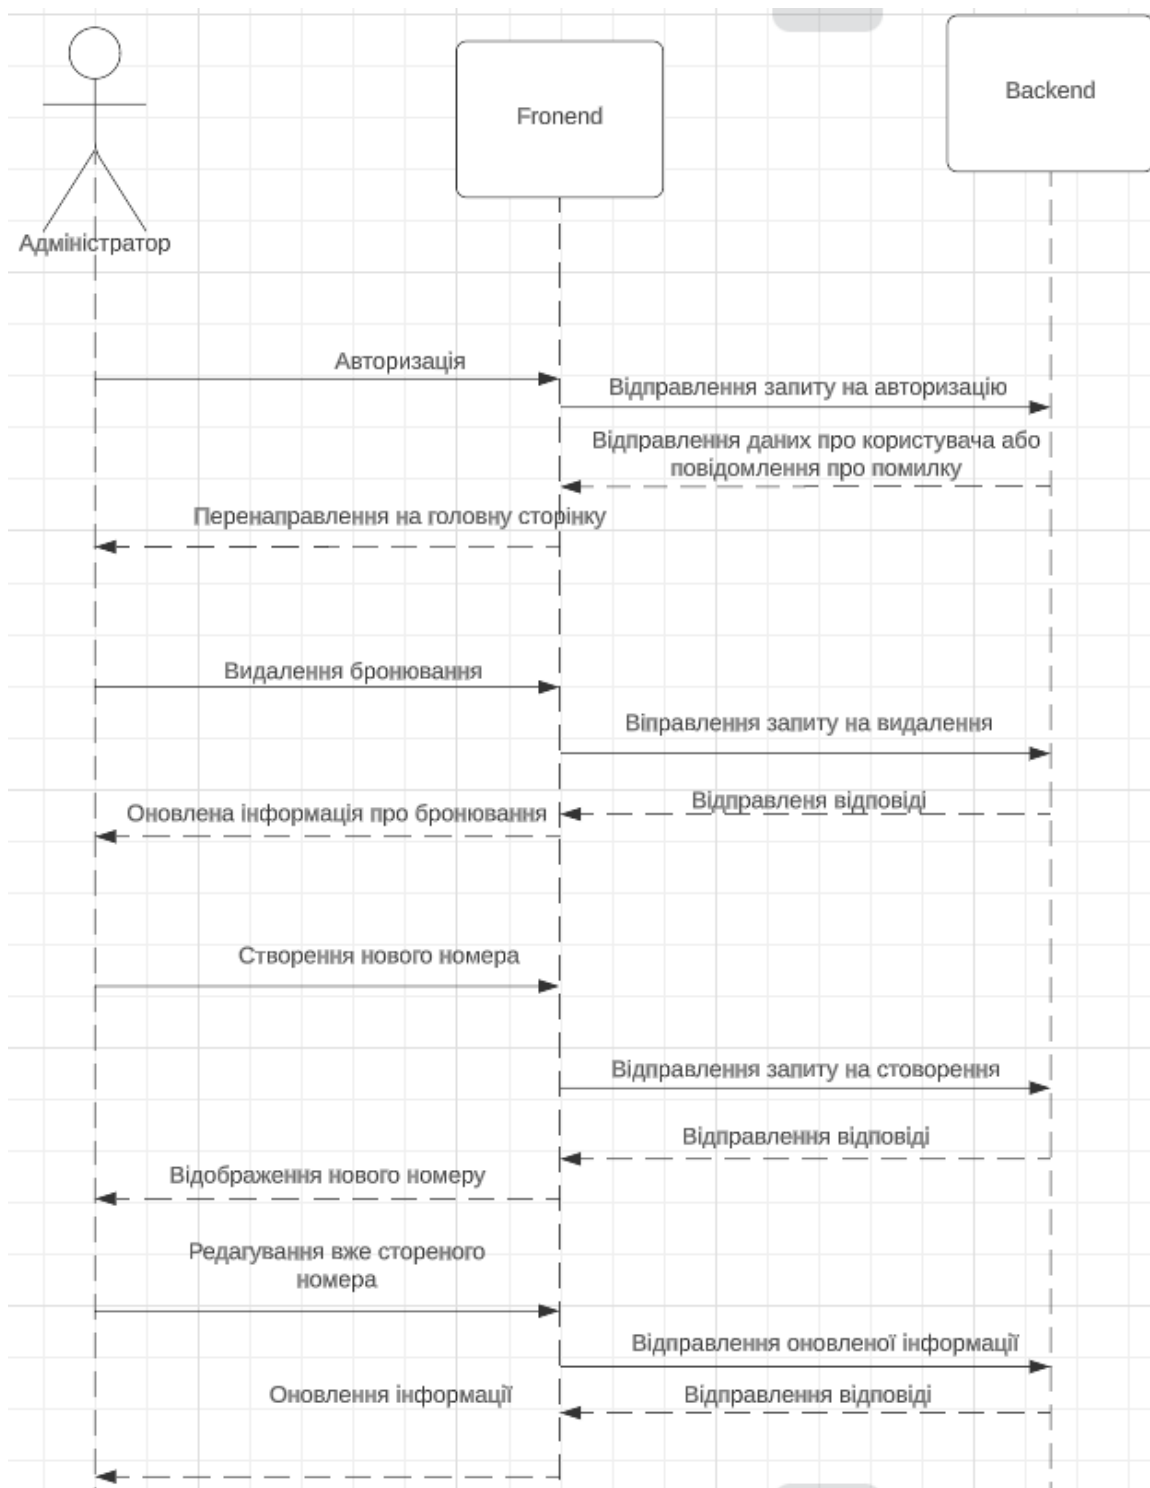 Fronend
Backend
Адміністратор
Авторизація
Відправлення запиту на авторизацію
Відправлення даних про користувача або
повідомлення про помилку
Перенаправлення на головну сторінку
Видалення бронювання
Віправлення запиту на видалення
Відправленя відповіді
Оновлена інформація про бронювання
Створення нового номера
Відправлення запиту на стоворення
Відправлення відповіді
Відображення нового номеру
Редагування вже стореного
номера
Відправлення оновленої інформації
Оновлення інформації
Відправлення відповіді